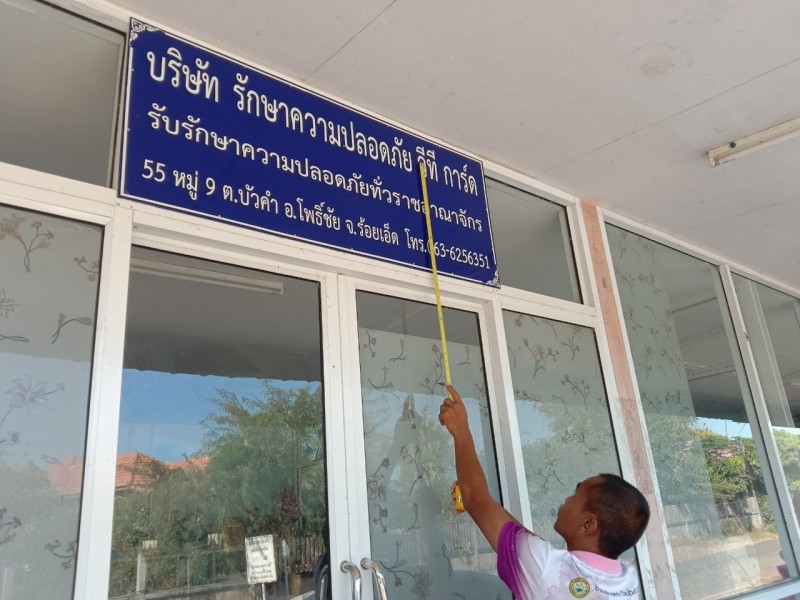 บริษัท รักษาความปลอดภัย วีที การ์ด
รับรักษาความปลอดภัยทั่วราชอาณาจักร
55 หมู่ 9 ต.บัวคำ อ.โพธิ์ชัย จ.ร้อยเอ็ด โทร.063-6256351